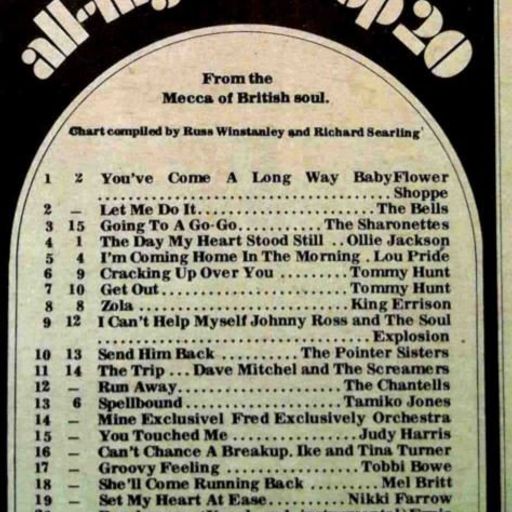 all-nig top 20
From the
Mecca of British soul.
Chart compiled by Russ Winstanley and Richard Searling'
1 2 You've Come A Long Way BabyFlower
..................................Shoppe
2 – Let Me Do It......................The Bells
3 15 Going To A Go-Go...........The Sharonettes
4 1 The Day My Heart Stood Still ..Ollie Jackson
5 4 I'm Coming Home In The Morning . Lou Pride
6 9 Cracking Up Over You .........Tommy Hunt
7 10 Get Out.......................Tommy Hunt
8 8 Zola..........................King Errison
9 12 I Can't Help Myself Johnny Ross and The Soul
................................Explosion
10 13 Send Him Back .........The Pointer Sisters
11 14 The Trip ...Dave Mitchel and The Screamers
12 – Run Away.....................The Chantells
13 6 Spellbound...................Tamiko Jones
14 – Mine Exclusivel Fred Exclusively Orchestra
15 – You Touched Me ................Judy Harris
16 – Can't Chance A Breakup. Ike and Tina Turner
17 – Groovy Feeling ................Tobbi Bowe
18 – She'll Come Running Back ..........Mel Britt
19 – Set My Heart At Ease...........Nikki Farrow